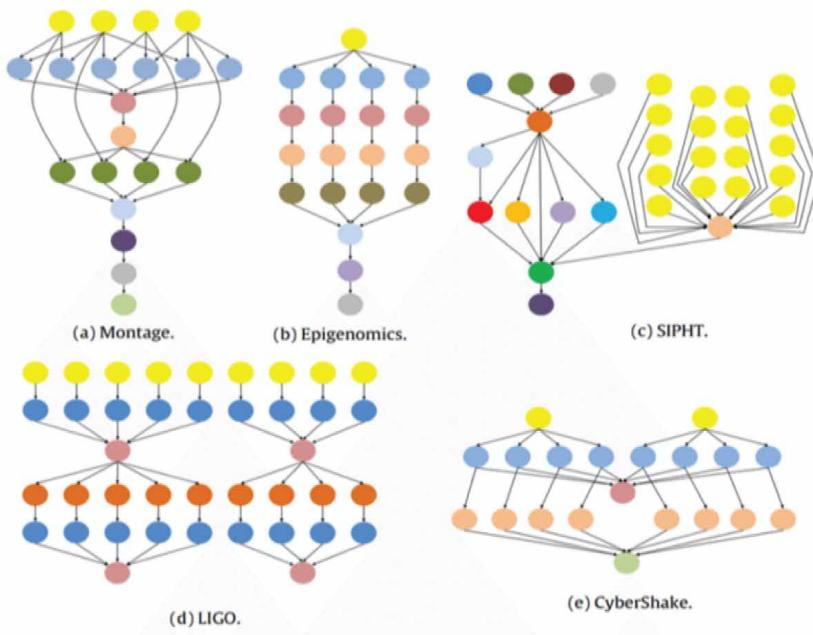 (a) Montage.
(b) Epigenomics.
(c) SIPHT.
(d) LIGO.
(e) CyberShake.